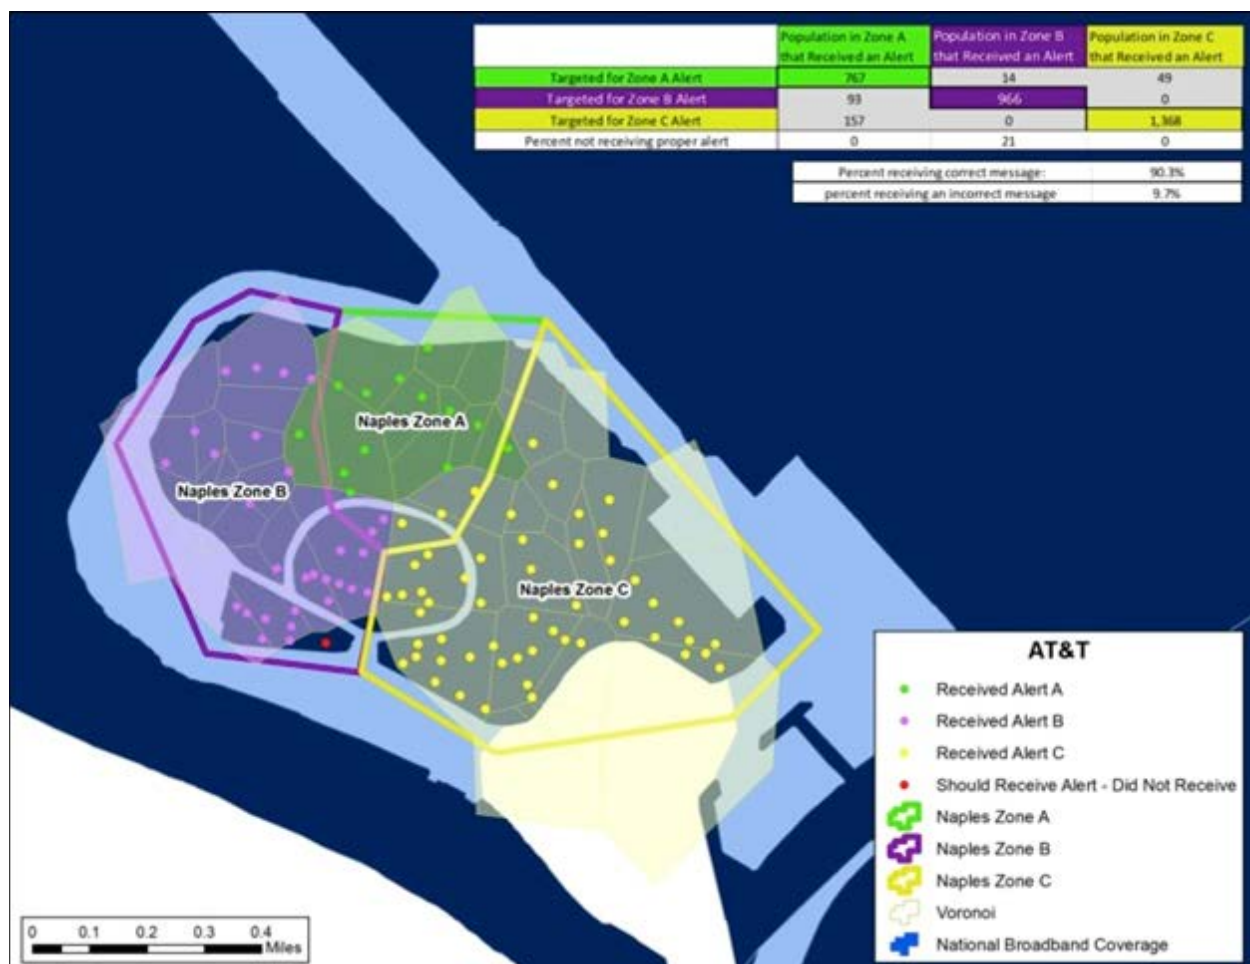 Population in Zone A that Received an Alert
Population in Zone B that Received an Alert
Population in Zone C that Received an Alert
Targeted for Zone A Alert 767 14 49
Targeted for Zone B Alert 93 966 0
Targeted for Zone C Alert 157 0 1,368
Percent not receiving proper alert 0 21 0
Percent receiving correct message: 90.3%
percent receiving an incorrect message 9.7%
Naples Zone A
Naples Zone B
Naples Zone C
AT&T
Received Alert A
Received Alert B
Received Alert C
Should Receive Alert - Did Not Receive
Naples Zone A
Naples Zone B
Naples Zone C
Voronoi
National Broadband Coverage
0 0.1 0.2 0.3 0.4
Miles